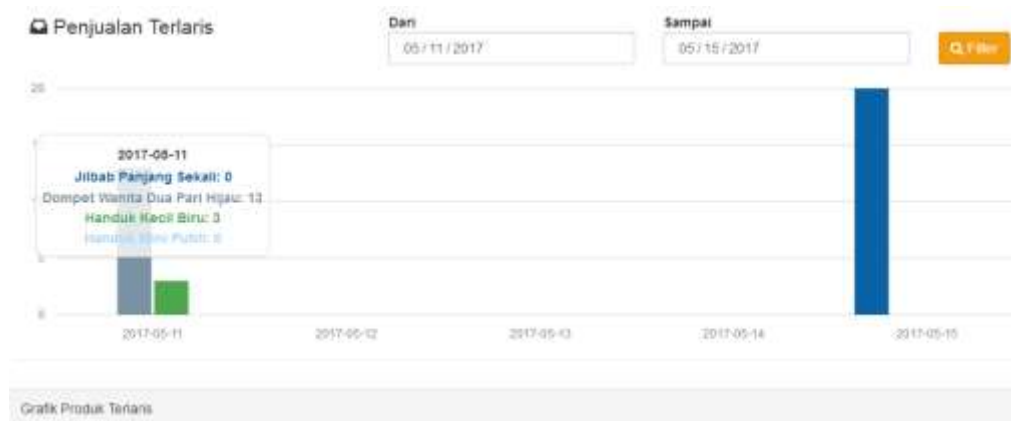 Penjualan Terlaris
Dari
Sampai
05/11/2017
05/15/2017
Filter
20
2017-05-11
Jilbab Panjang Sekali: 0
Dompet Wanita Dua Pari Hijau: 13
Handuk Kecil Biru: 3
0
2017-05-11
2017-05-12
2017-05-13
2017-05-14
2017-05-15
Grafik Produk Terlaris